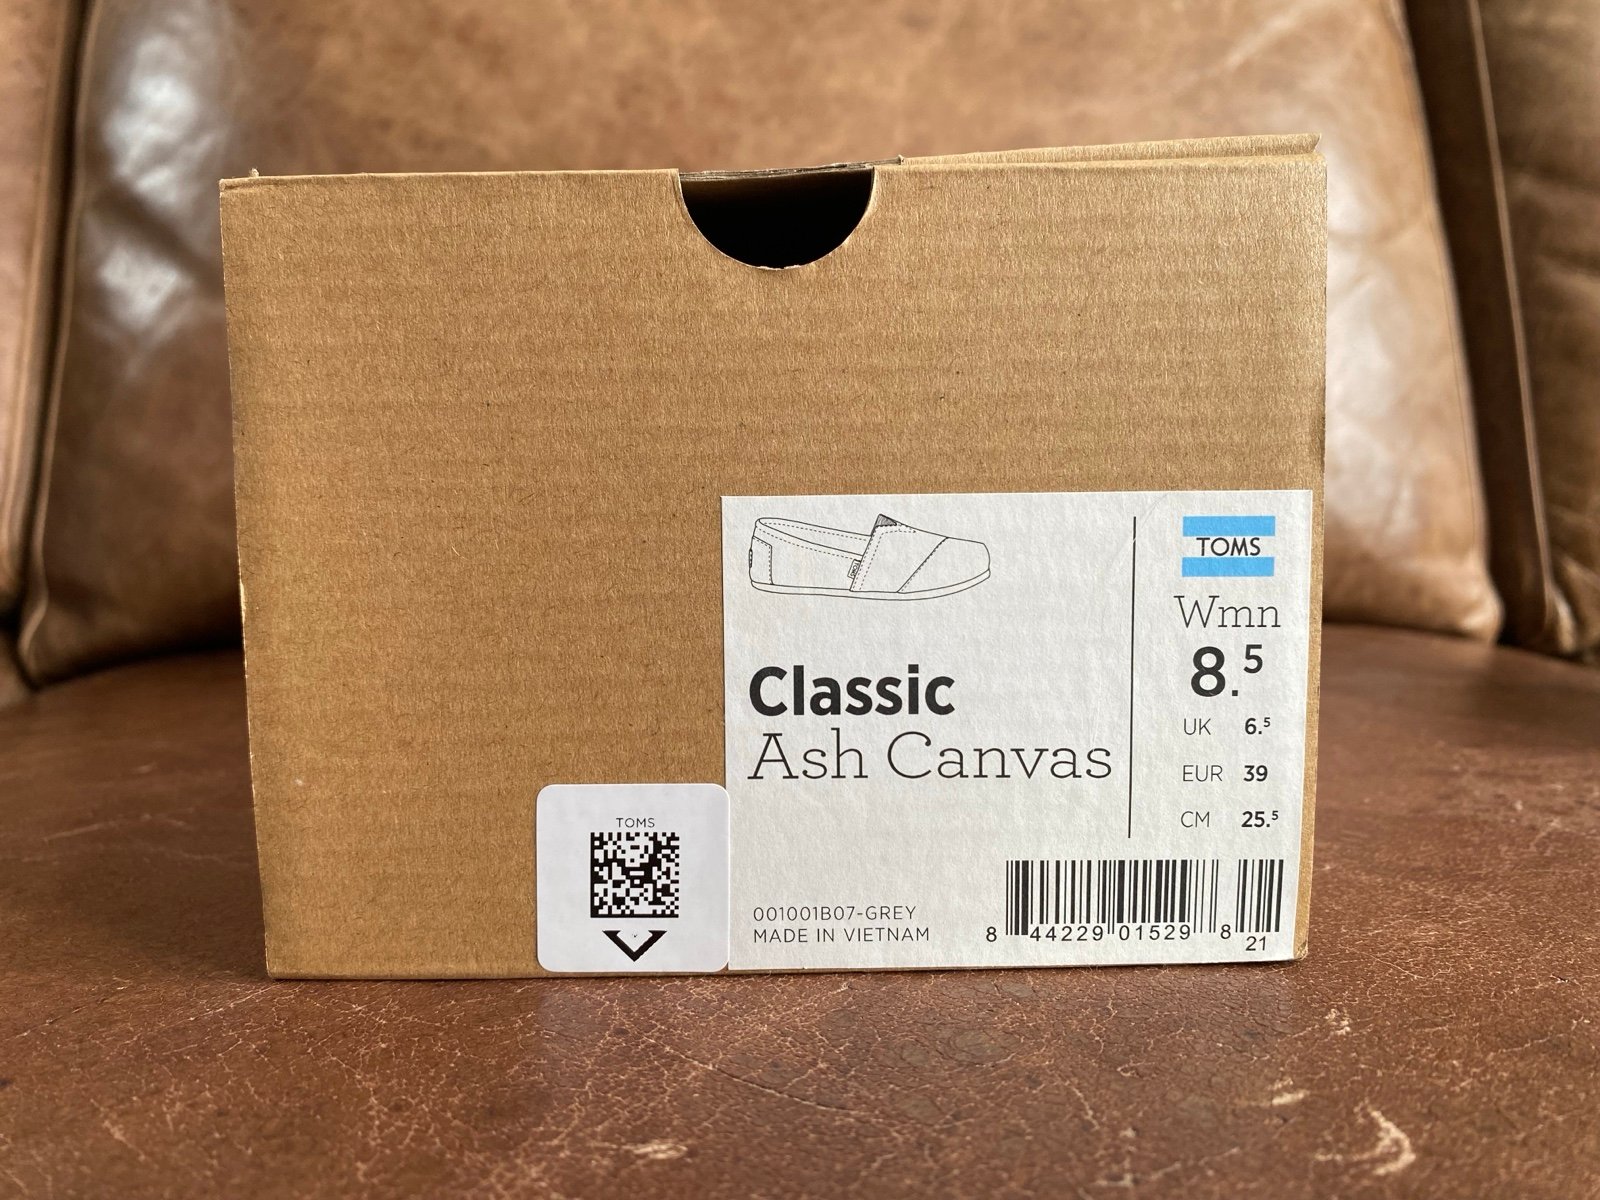 TOMS
Wmn
8.5
UK 6.5
EUR 39
CM 25.5
Classic
Ash Canvas
TOMS
001001B07-GREY
MADE IN VIETNAM
8 44229 01529 8 21